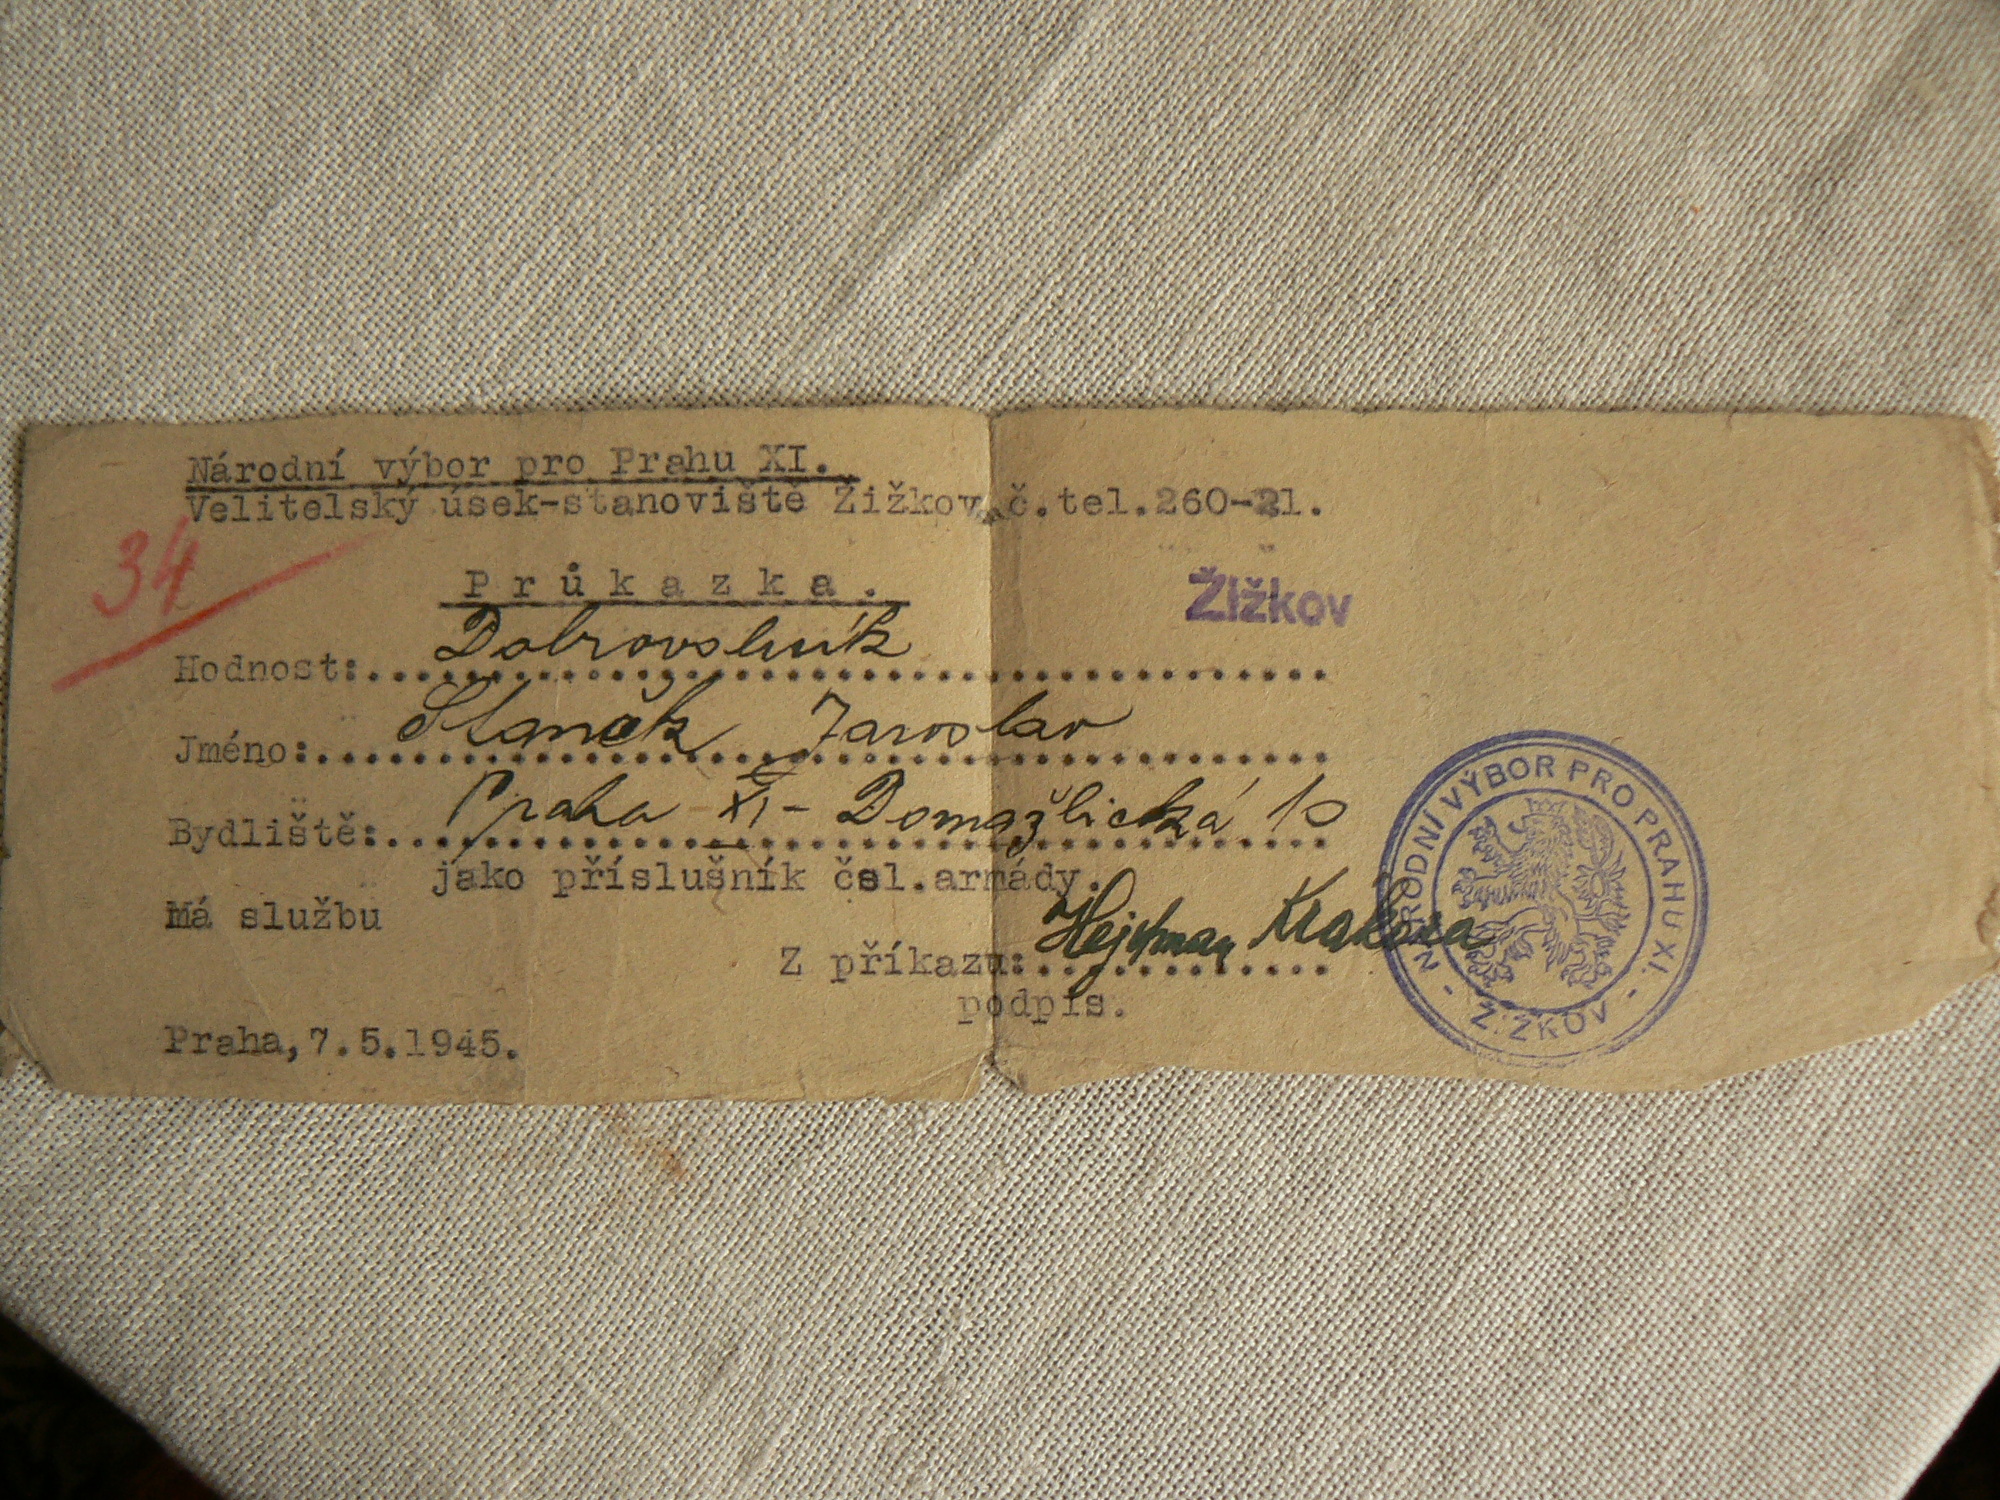 Národní výbor pro Prahu XI.
Velitelský úsek-stanoviště Žižkov, č.tel.260-21.
34
Průkazka.
Žižkov
Hodnost: Dobrovolník
Jméno: Staněk Jaroslav
Bydliště: Praha XI - Domažlická 10
jako příslušník čsl.armády.
Má službu
Z příkazu: Hejtman
podpis.
Praha, 7.5.1945.
NÁRODNÍ VÝBOR PRO PRAHU XI.
- ŽIŽKOV -